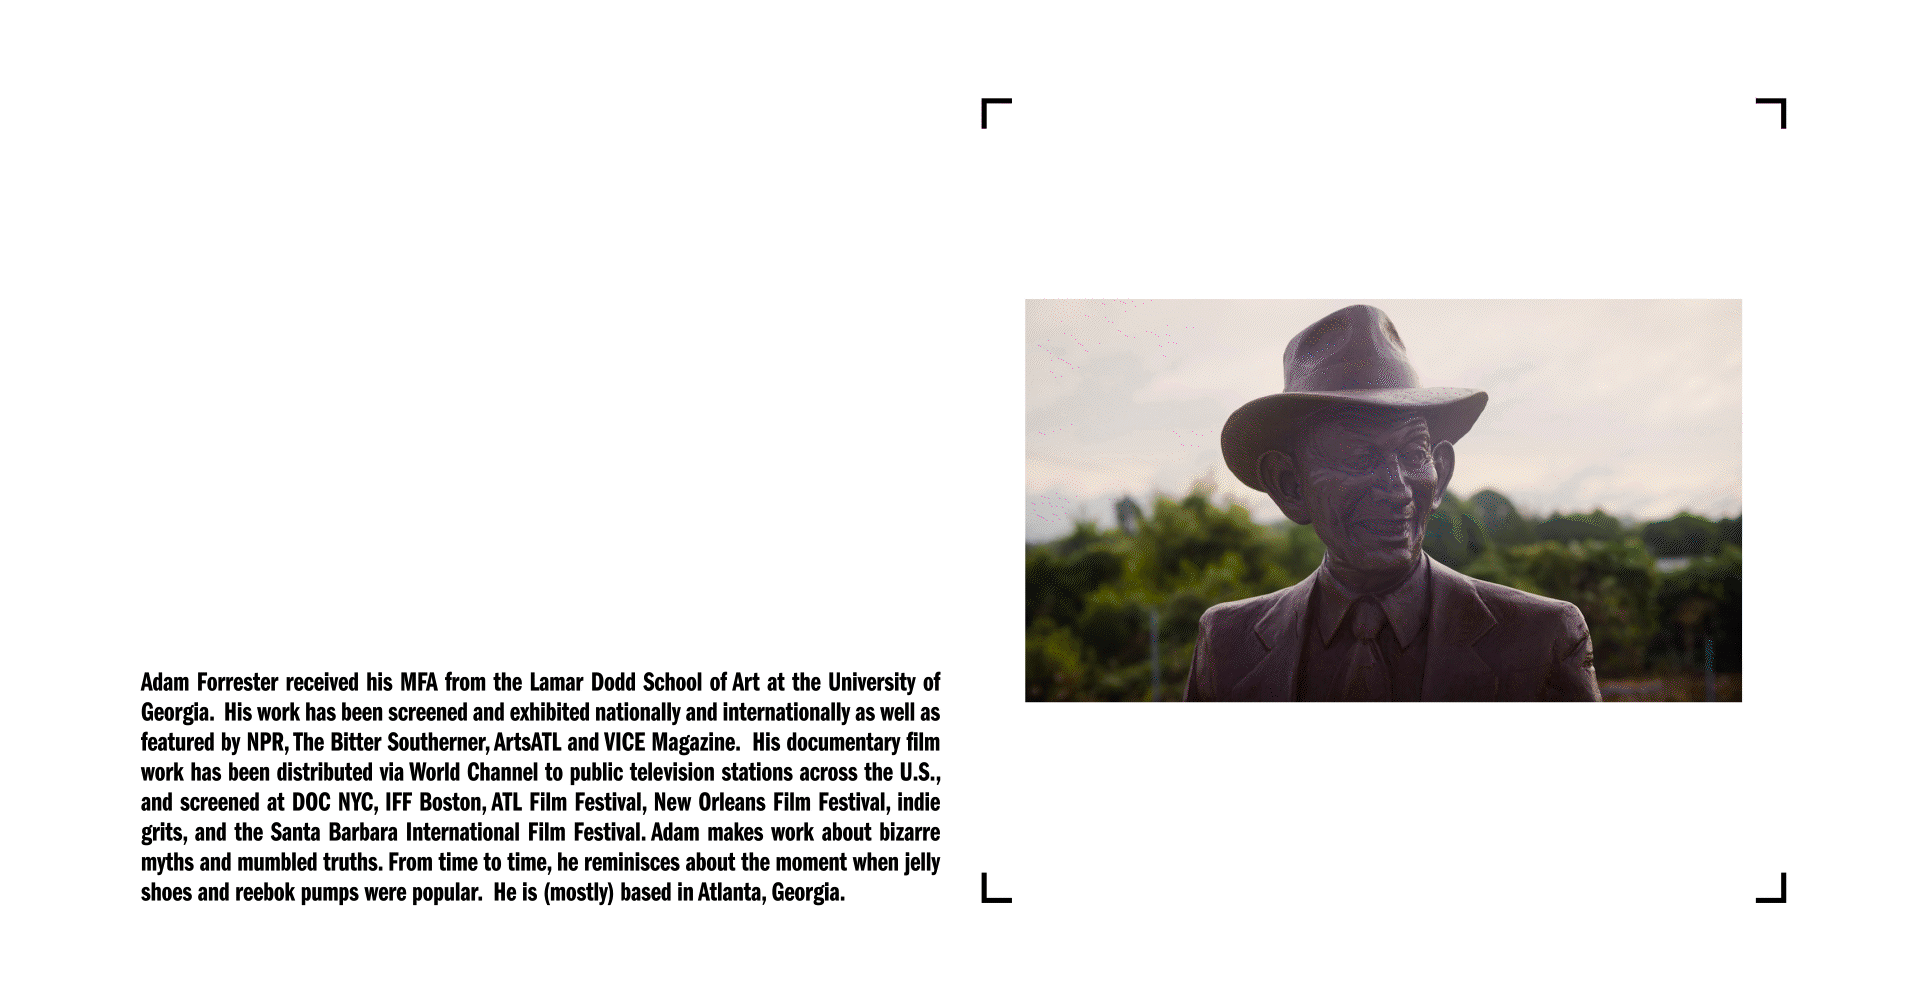 Adam Forrester received his MFA from the Lamar Dodd School of Art at the University of
Georgia.  His work has been screened and exhibited nationally and internationally as well as
featured by NPR, The Bitter Southerner, ArtsATL and VICE Magazine.  His documentary film
work has been distributed via World Channel to public television stations across the U.S.,
and screened at DOC NYC, IFF Boston, ATL Film Festival, New Orleans Film Festival, indie
grits, and the Santa Barbara International Film Festival. Adam makes work about bizarre
myths and mumbled truths. From time to time, he reminisces about the moment when jelly
shoes and reebok pumps were popular.  He is (mostly) based in Atlanta, Georgia.